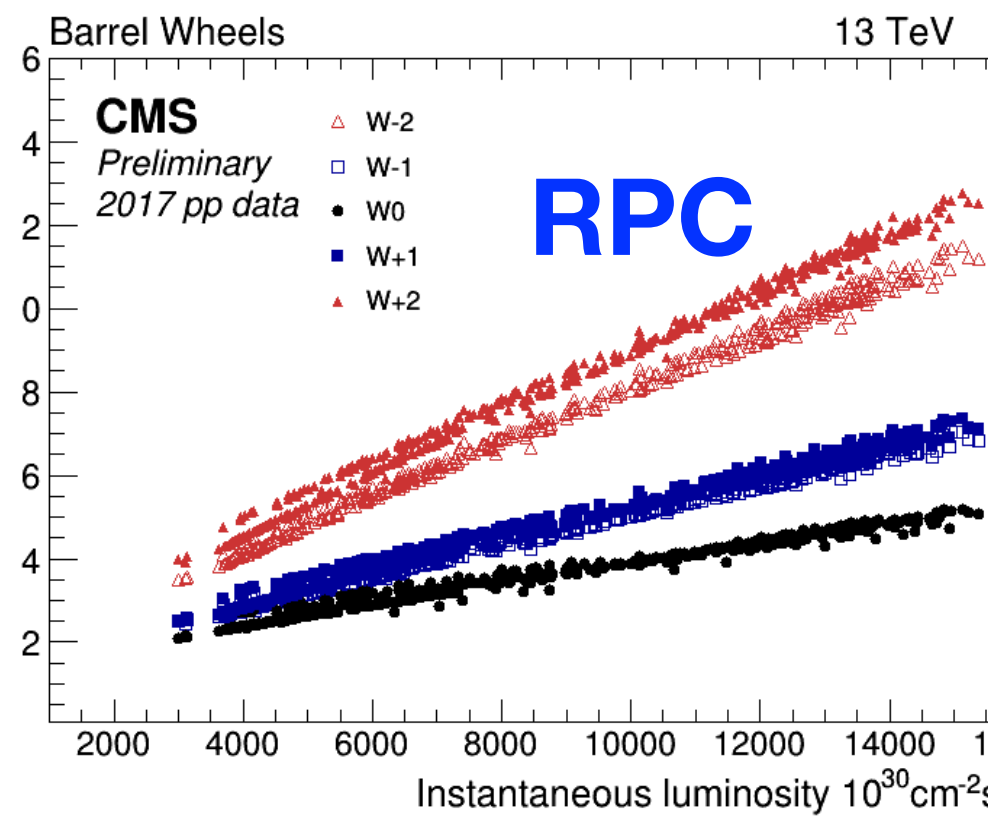 Barrel Wheels 13 TeV
CMS
Preliminary
2017 pp data
W-2
W-1
W0
W+1
W+2
RPC
6
4
2
0
8
6
4
2
2000 4000 6000 8000 10000 12000 14000 1
Instantaneous luminosity 10³⁰cm⁻²s